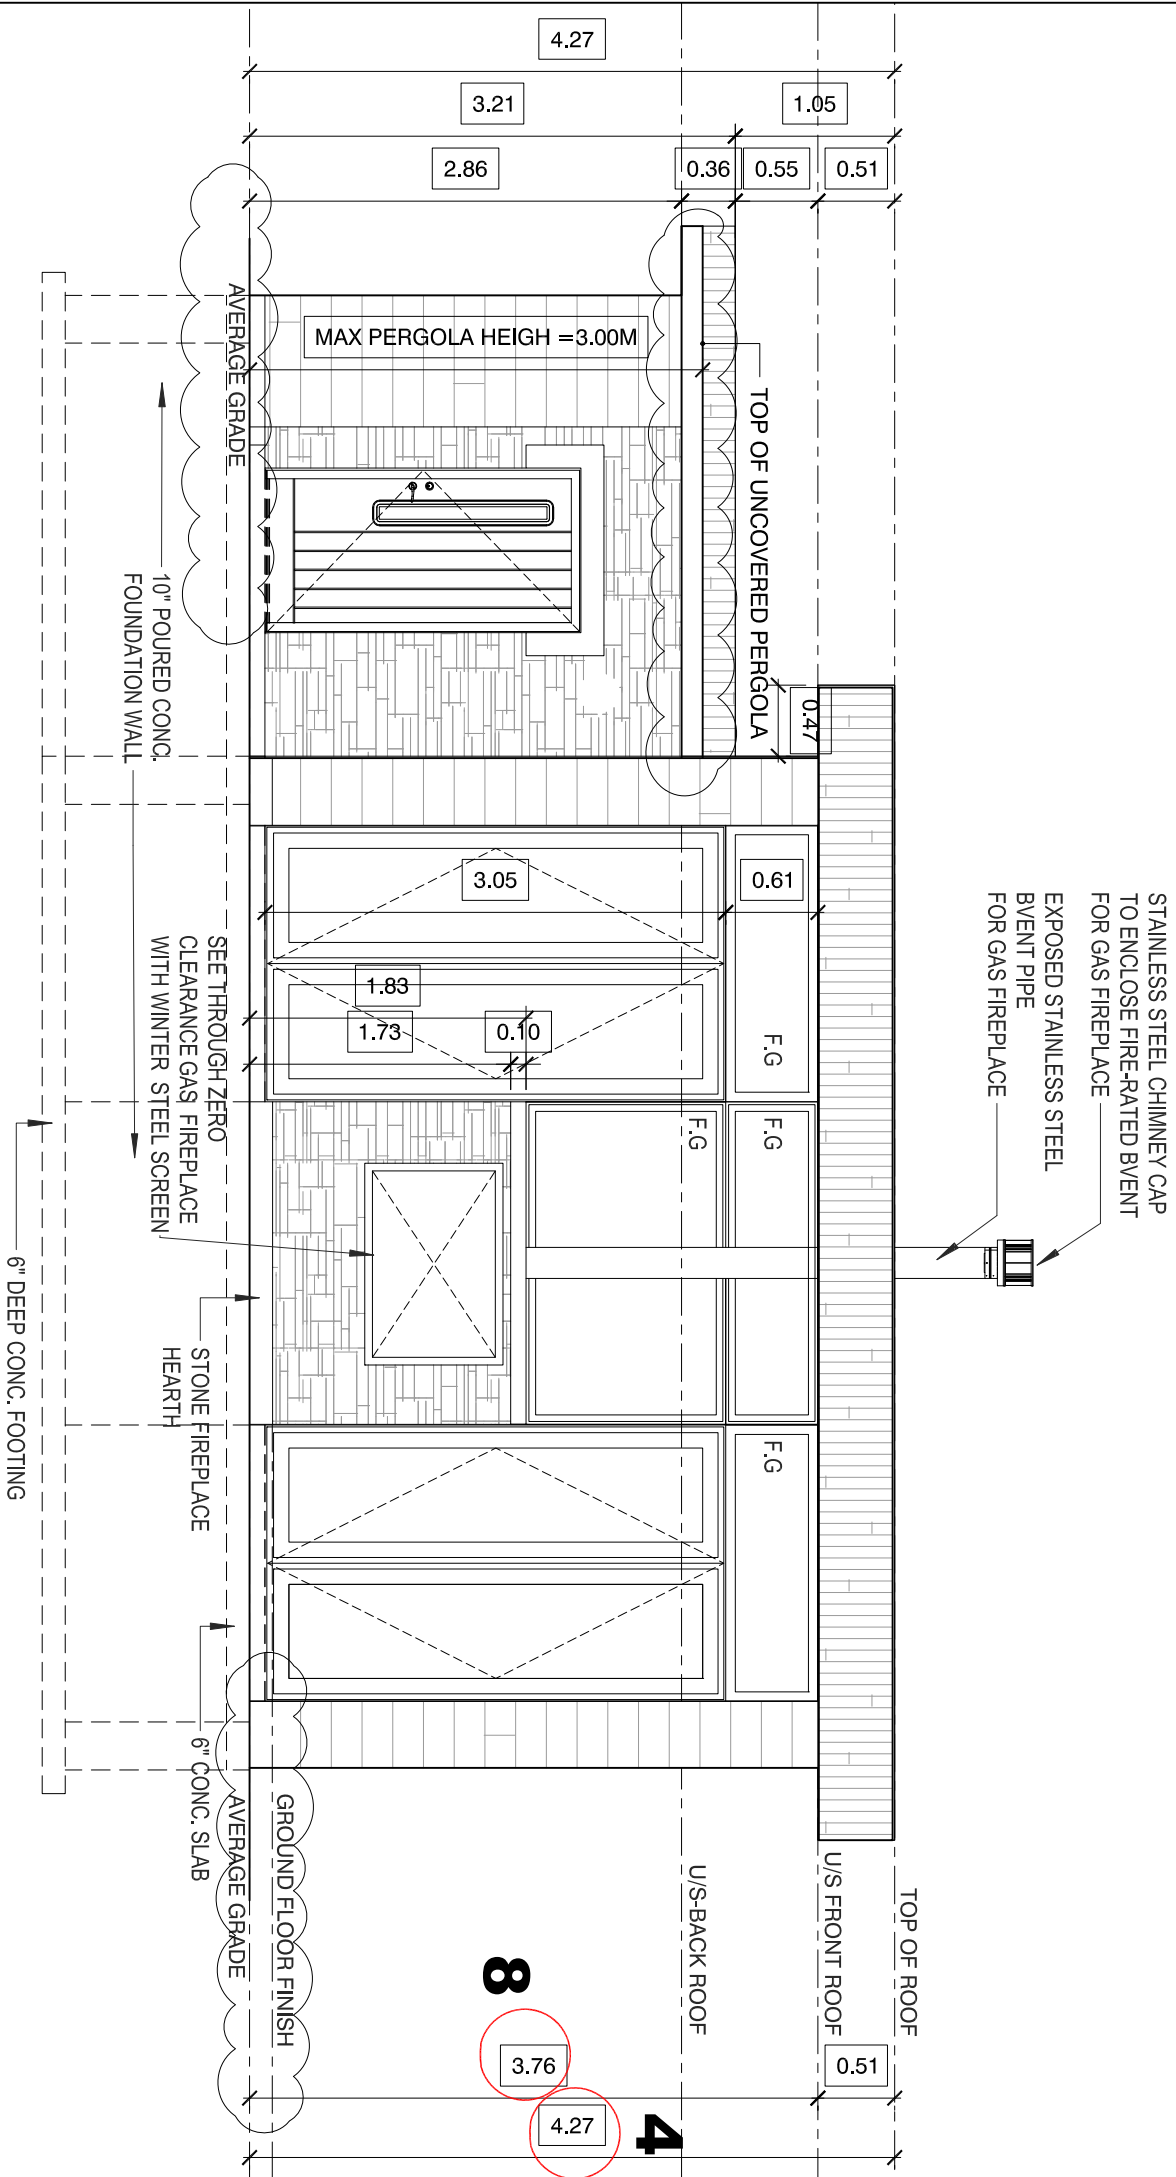 4.27
3.21
1.05
2.86
0.36
0.55
0.51
MAX PERGOLA HEIGH =3.00M
AVERAGE GRADE
TOP OF UNCOVERED PERGOLA
0.47
10" POURED CONC.
FOUNDATION WALL
3.05
0.61
1.83
1.73
0.10
F.G
F.G
F.G
F.G
STAINLESS STEEL CHIMNEY CAP
TO ENCLOSE FIRE-RATED BVENT
FOR GAS FIREPLACE
EXPOSED STAINLESS STEEL
BVENT PIPE
FOR GAS FIREPLACE
SEE THROUGH ZERO
CLEARANCE GAS FIREPLACE
WITH WINTER STEEL SCREEN
STONE FIREPLACE
HEARTH
6" DEEP CONC. FOOTING
6" CONC. SLAB
AVERAGE GRADE
GROUND FLOOR FINISH
U/S-BACK ROOF
U/S FRONT ROOF
TOP OF ROOF
8
3.76
0.51
4.27
4